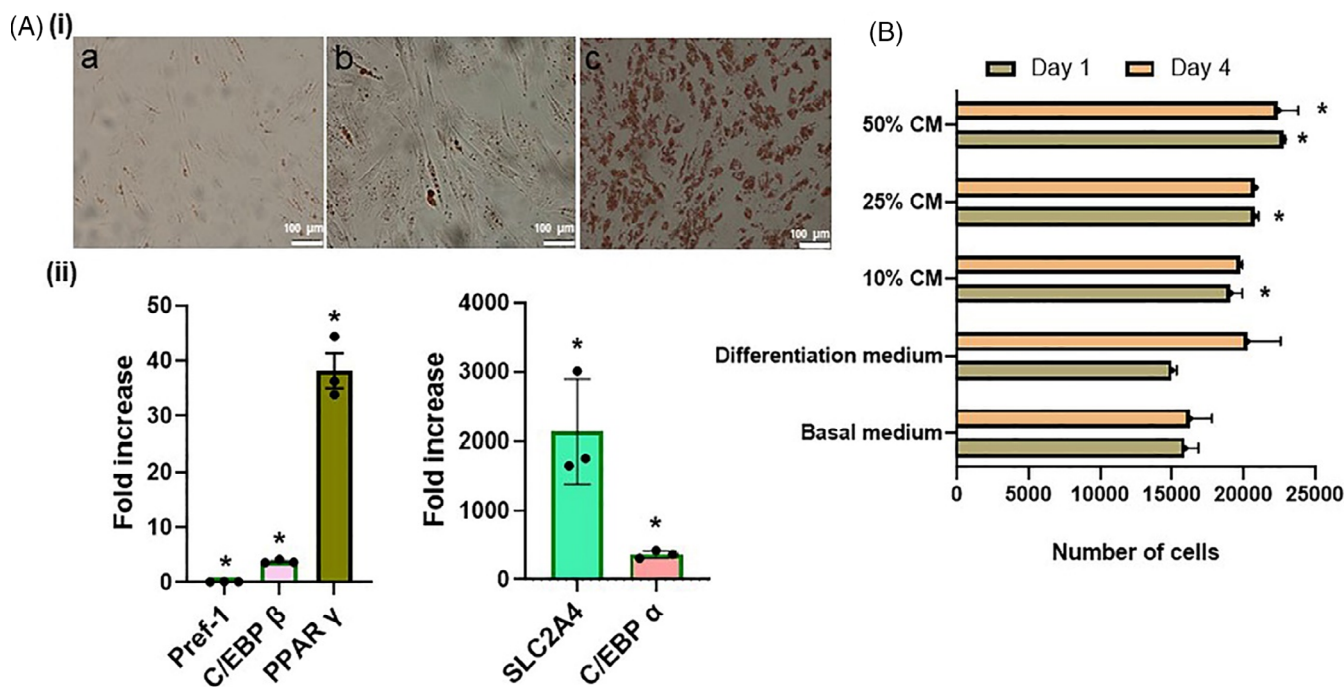 (A) (i)
a
b
c
100 µm
100 µm
100 µm
(ii)
Fold increase
50
40
30
20
10
0
*
*
*
Pref-1
C/EBP β
PPAR γ
Fold increase
4000
3000
2000
1000
0
*
*
SLC2A4
C/EBP α
(B)
Day 1
Day 4
50% CM
*
*
25% CM
*
10% CM
*
Differentiation medium
Basal medium
0 5000 10000 15000 20000 25000
Number of cells